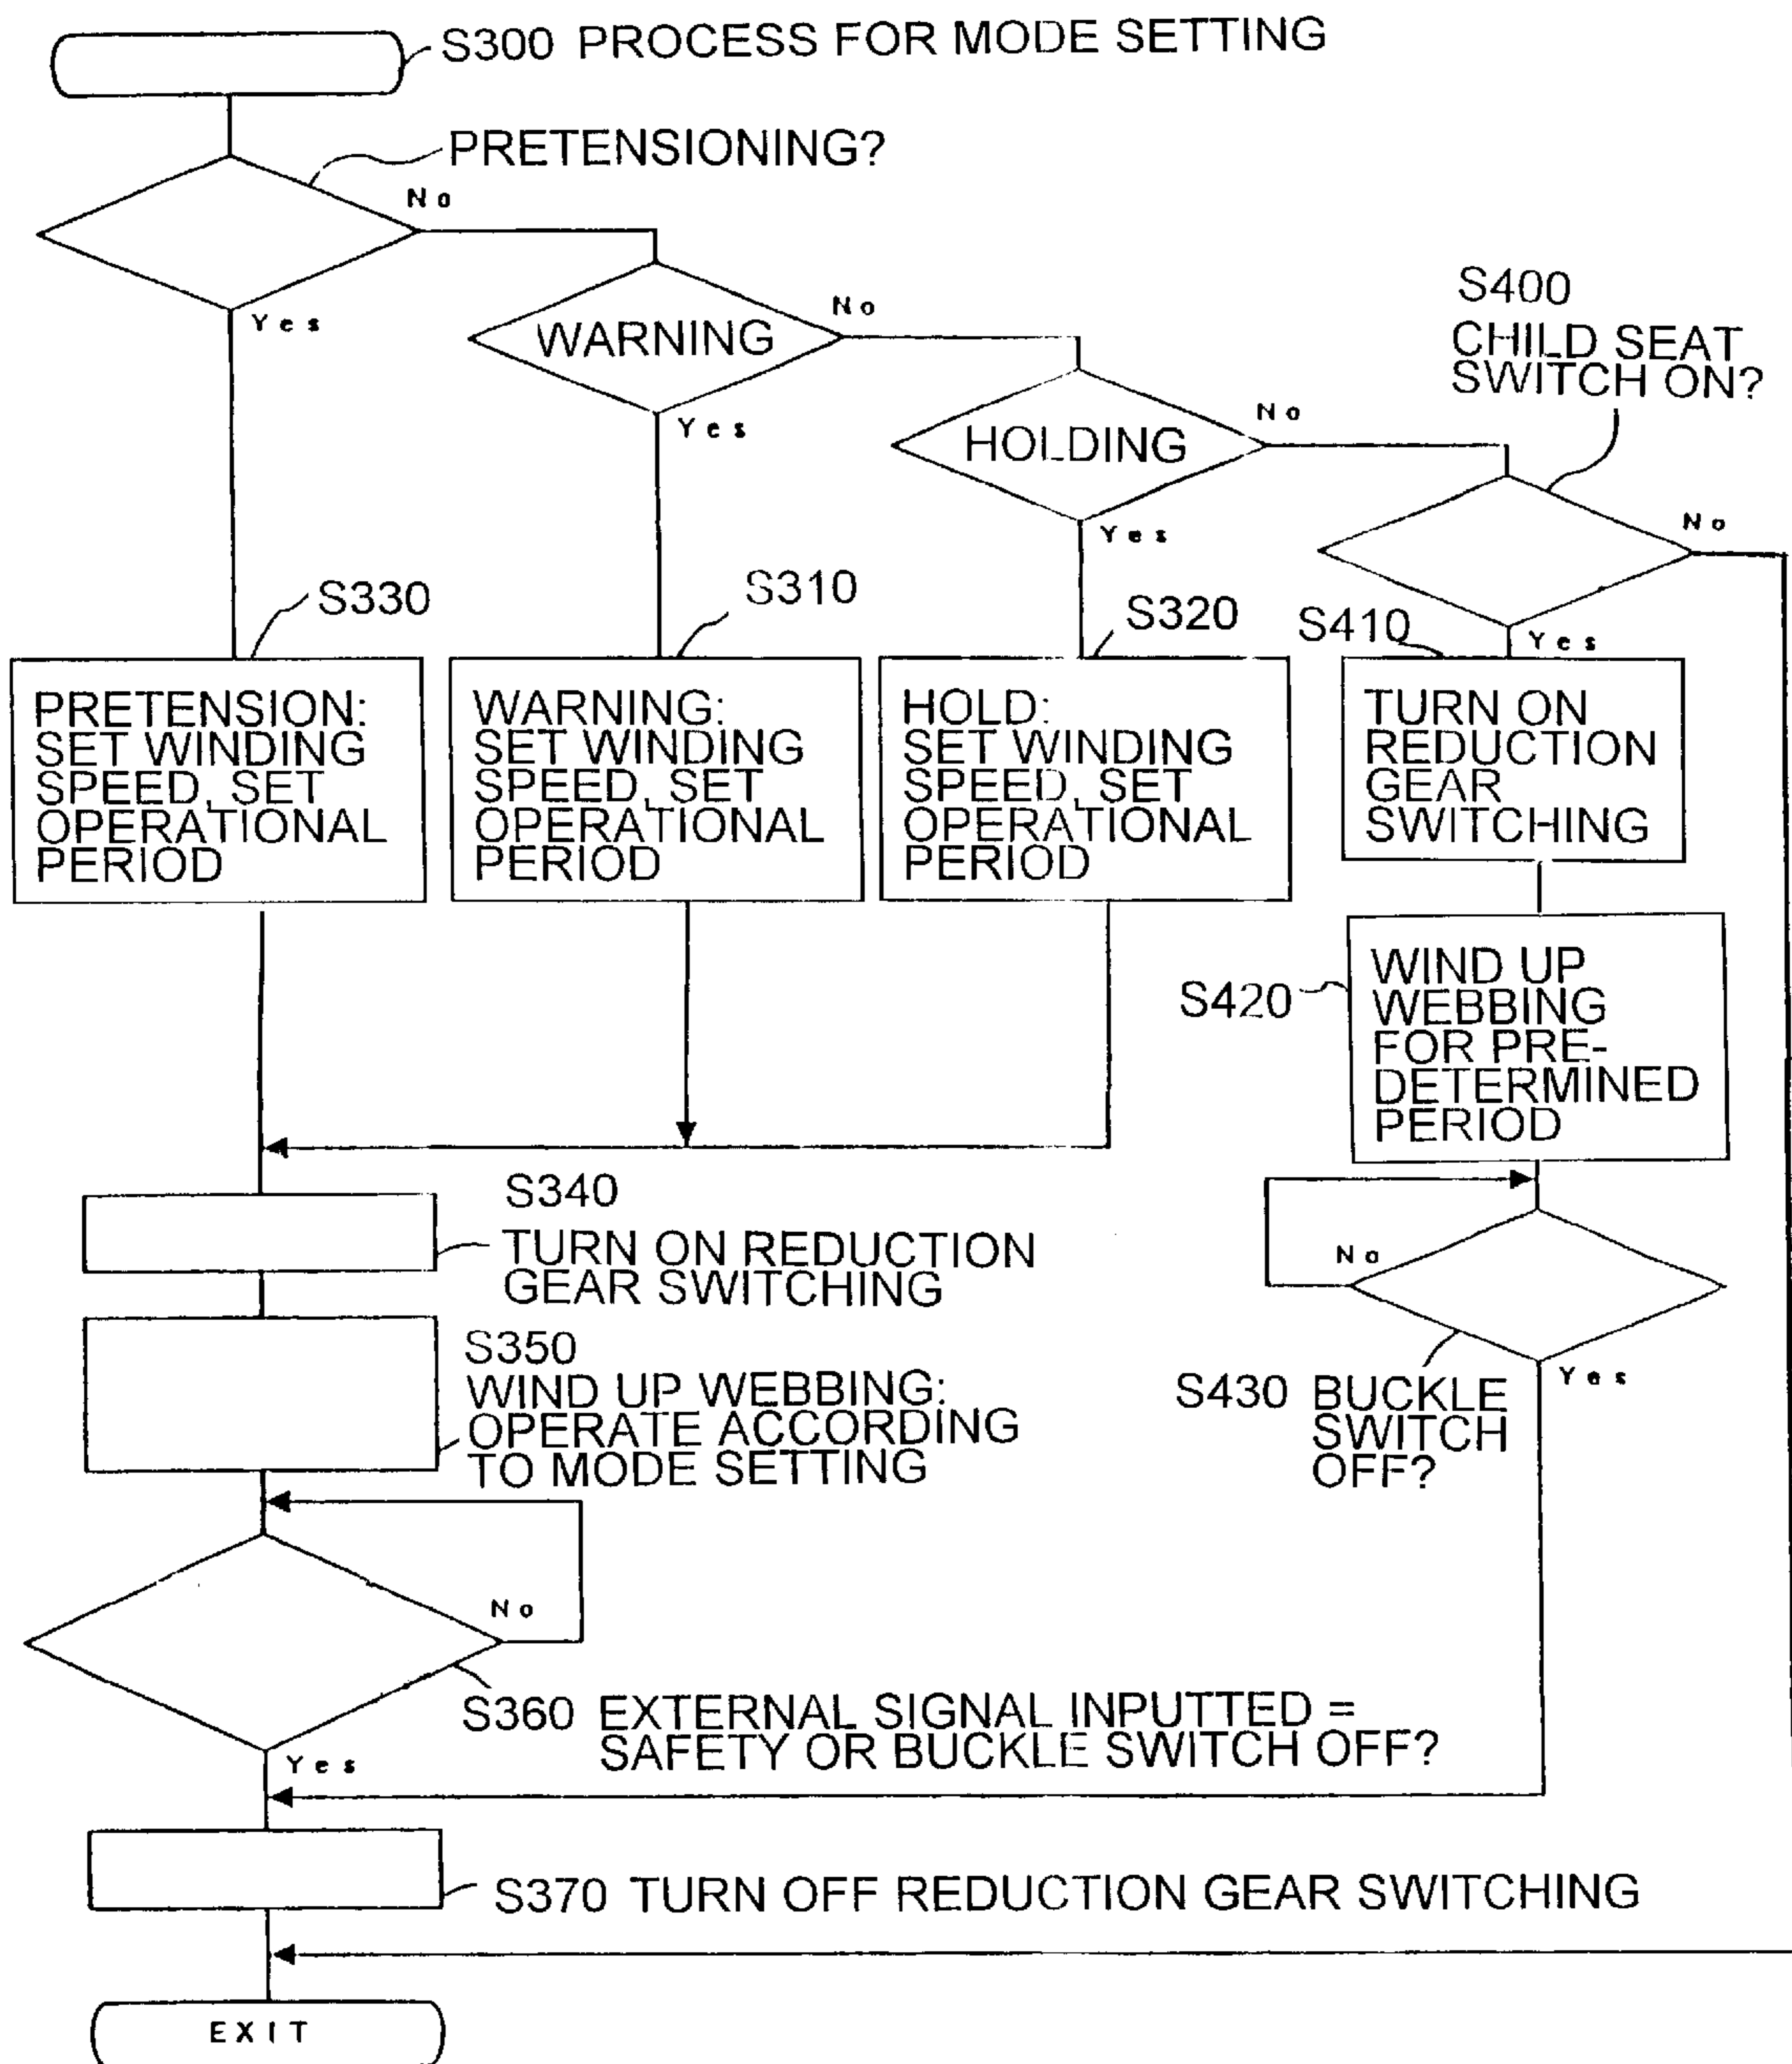 S300 PROCESS FOR MODE SETTING
PRETENSIONING?
No
Yes
WARNING
No
Yes
HOLDING
No
Yes
S400
CHILD SEAT
SWITCH ON?
No
Yes
S330
S310
S320
S410
PRETENSION:
SET WINDING
SPEED, SET
OPERATIONAL
PERIOD
WARNING:
SET WINDING
SPEED, SET
OPERATIONAL
PERIOD
HOLD:
SET WINDING
SPEED, SET
OPERATIONAL
PERIOD
TURN ON
REDUCTION
GEAR
SWITCHING
S420
WIND UP
WEBBING
FOR PRE-
DETERMINED
PERIOD
S340
TURN ON REDUCTION
GEAR SWITCHING
No
Yes
S430 BUCKLE
SWITCH
OFF?
S350
WIND UP WEBBING:
OPERATE ACCORDING
TO MODE SETTING
No
S360 EXTERNAL SIGNAL INPUTTED =
SAFETY OR BUCKLE SWITCH OFF?
Yes
S370 TURN OFF REDUCTION GEAR SWITCHING
EXIT